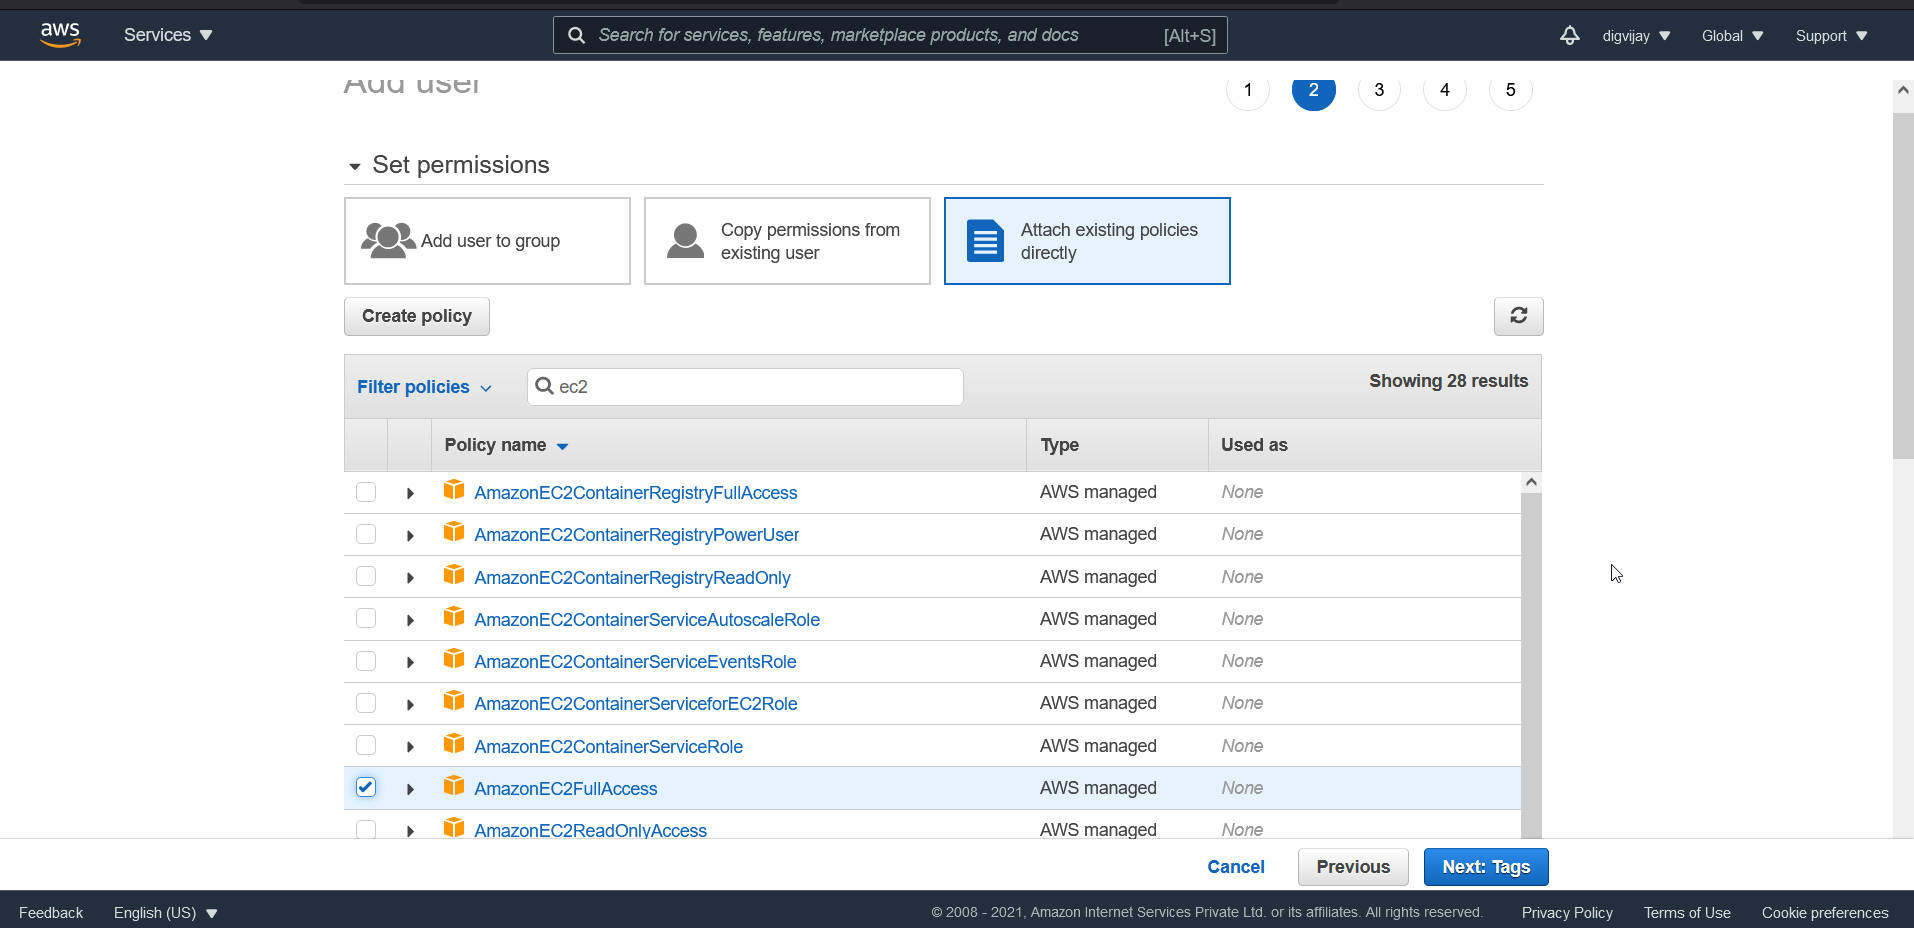 aws Services Search for services, features, marketplace products, and docs [Alt+S] digvijay Global Support
Add user 1 2 3 4 5
Set permissions
Add user to group
Copy permissions from
existing user
Attach existing policies
directly
Create policy
Filter policies ec2 Showing 28 results
Policy name Type Used as
AmazonEC2ContainerRegistryFullAccess AWS managed None
AmazonEC2ContainerRegistryPowerUser AWS managed None
AmazonEC2ContainerRegistryReadOnly AWS managed None
AmazonEC2ContainerServiceAutoscaleRole AWS managed None
AmazonEC2ContainerServiceEventsRole AWS managed None
AmazonEC2ContainerServiceforEC2Role AWS managed None
AmazonEC2ContainerServiceRole AWS managed None
AmazonEC2FullAccess AWS managed None
AmazonEC2ReadOnlyAccess AWS managed None
Cancel Previous Next: Tags
Feedback English (US) © 2008 - 2021, Amazon Internet Services Private Ltd. or its affiliates. All rights reserved. Privacy Policy Terms of Use Cookie preferences